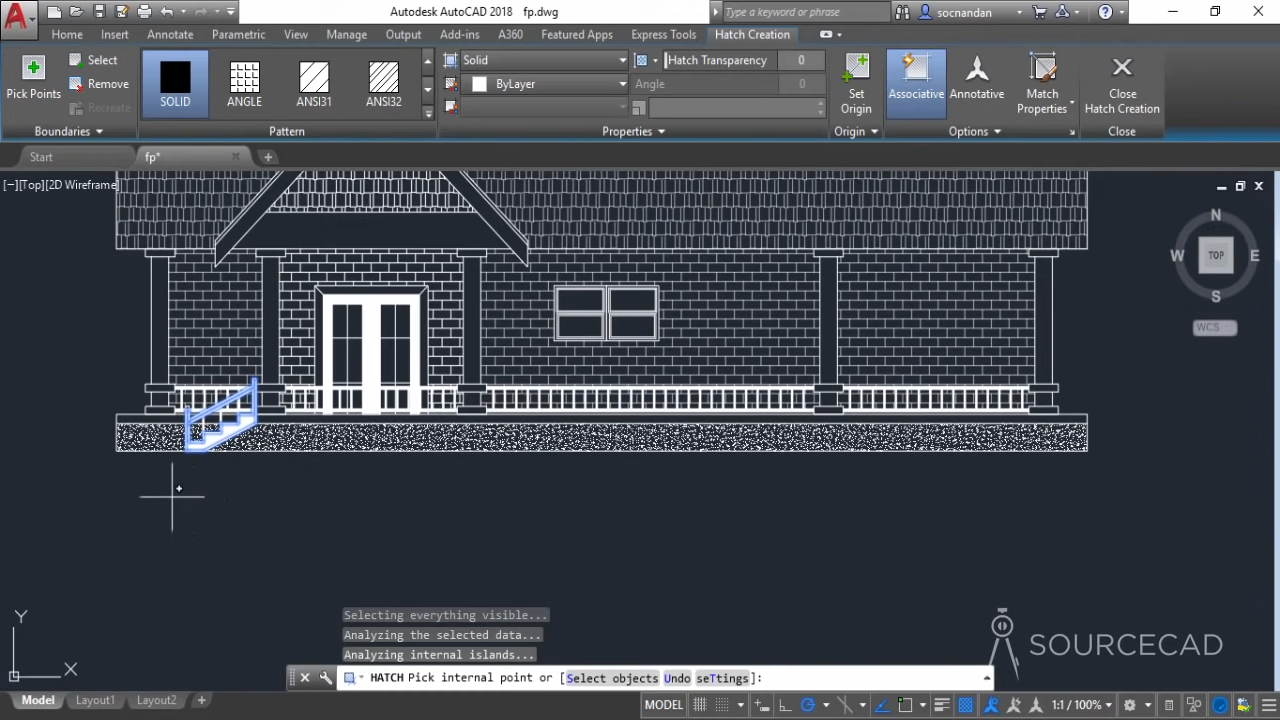 Autodesk AutoCAD 2018 fp.dwg
Type a keyword or phrase
socnandan
Home Insert Annotate Parametric View Manage Output Add-ins A360 Featured Apps Express Tools Hatch Creation
Pick Points
Select
Remove
Recreate
Boundaries
SOLID
ANGLE
ANSI31
ANSI32
Pattern
Solid
ByLayer
Hatch Transparency 0
Angle 0
Properties
Set
Origin
Origin
Associative
Annotative
Match
Properties
Options
Close
Hatch Creation
Close
Start
fp*
[−][Top][2D Wireframe]
N
W TOP E
S
WCS
Y
X
Selecting everything visible...
Analyzing the selected data...
Analyzing internal islands...
HATCH Pick internal point or [Select objects Undo seTtings]:
SOURCECAD
Model Layout1 Layout2
MODEL
1:1 / 100%